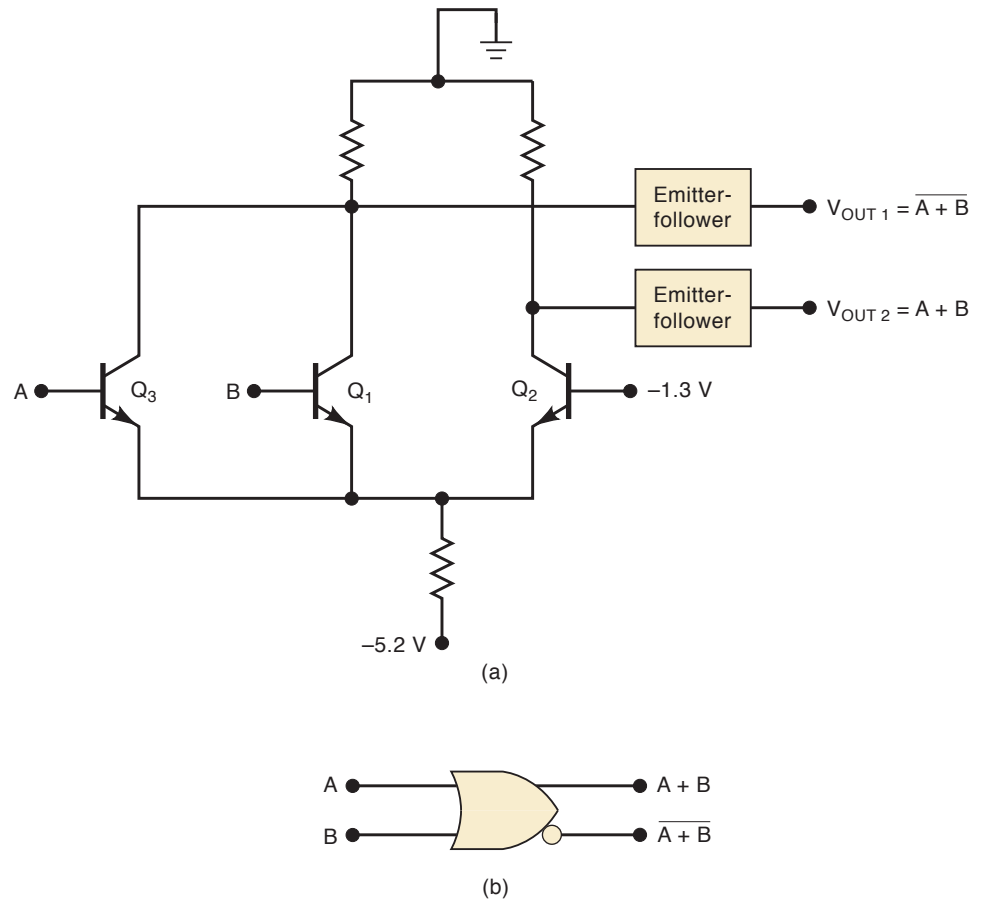 Emitter-
follower
V_OUT 1 = A̅ ̅+̅ ̅B̅
Emitter-
follower
V_OUT 2 = A + B
A
Q3
B
Q1
Q2
–1.3 V
–5.2 V
(a)
A
A + B
B
A̅ ̅+̅ ̅B̅
(b)